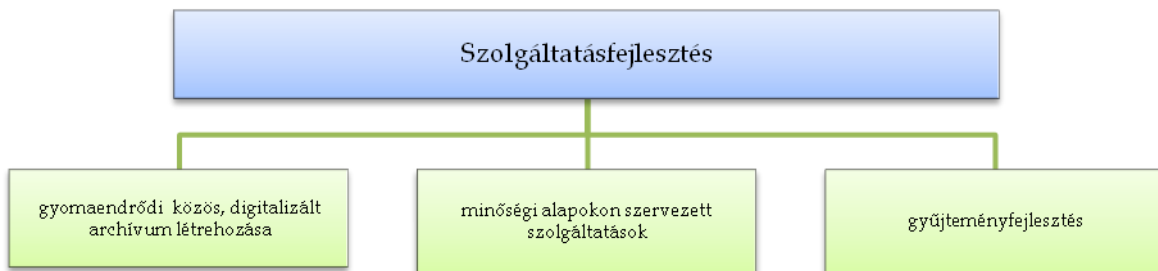 Szolgáltatásfejlesztés
gyomaendrődi közös, digitalizált
archívum létrehozása
minőségi alapokon szervezett
szolgáltatások
gyűjteményfejlesztés